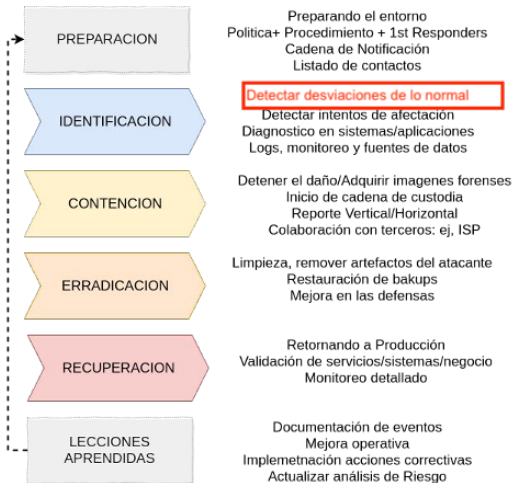 PREPARACION
Preparando el entorno
Politica+ Procedimiento + 1st Responders
Cadena de Notificación
Listado de contactos
IDENTIFICACION
Detectar desviaciones de lo normal
Detectar intentos de afectación
Diagnostico en sistemas/aplicaciones
Logs, monitoreo y fuentes de datos
CONTENCION
Detener el daño/Adquirir imagenes forenses
Inicio de cadena de custodia
Reporte Vertical/Horizontal
Colaboración con terceros: ej, ISP
ERRADICACION
Limpieza, remover artefactos del atacante
Restauración de bakups
Mejora en las defensas
RECUPERACION
Retornando a Producción
Validación de servicios/sistemas/negocio
Monitoreo detallado
LECCIONES
APRENDIDAS
Documentación de eventos
Mejora operativa
Implemetnación acciones correctivas
Actualizar análisis de Riesgo